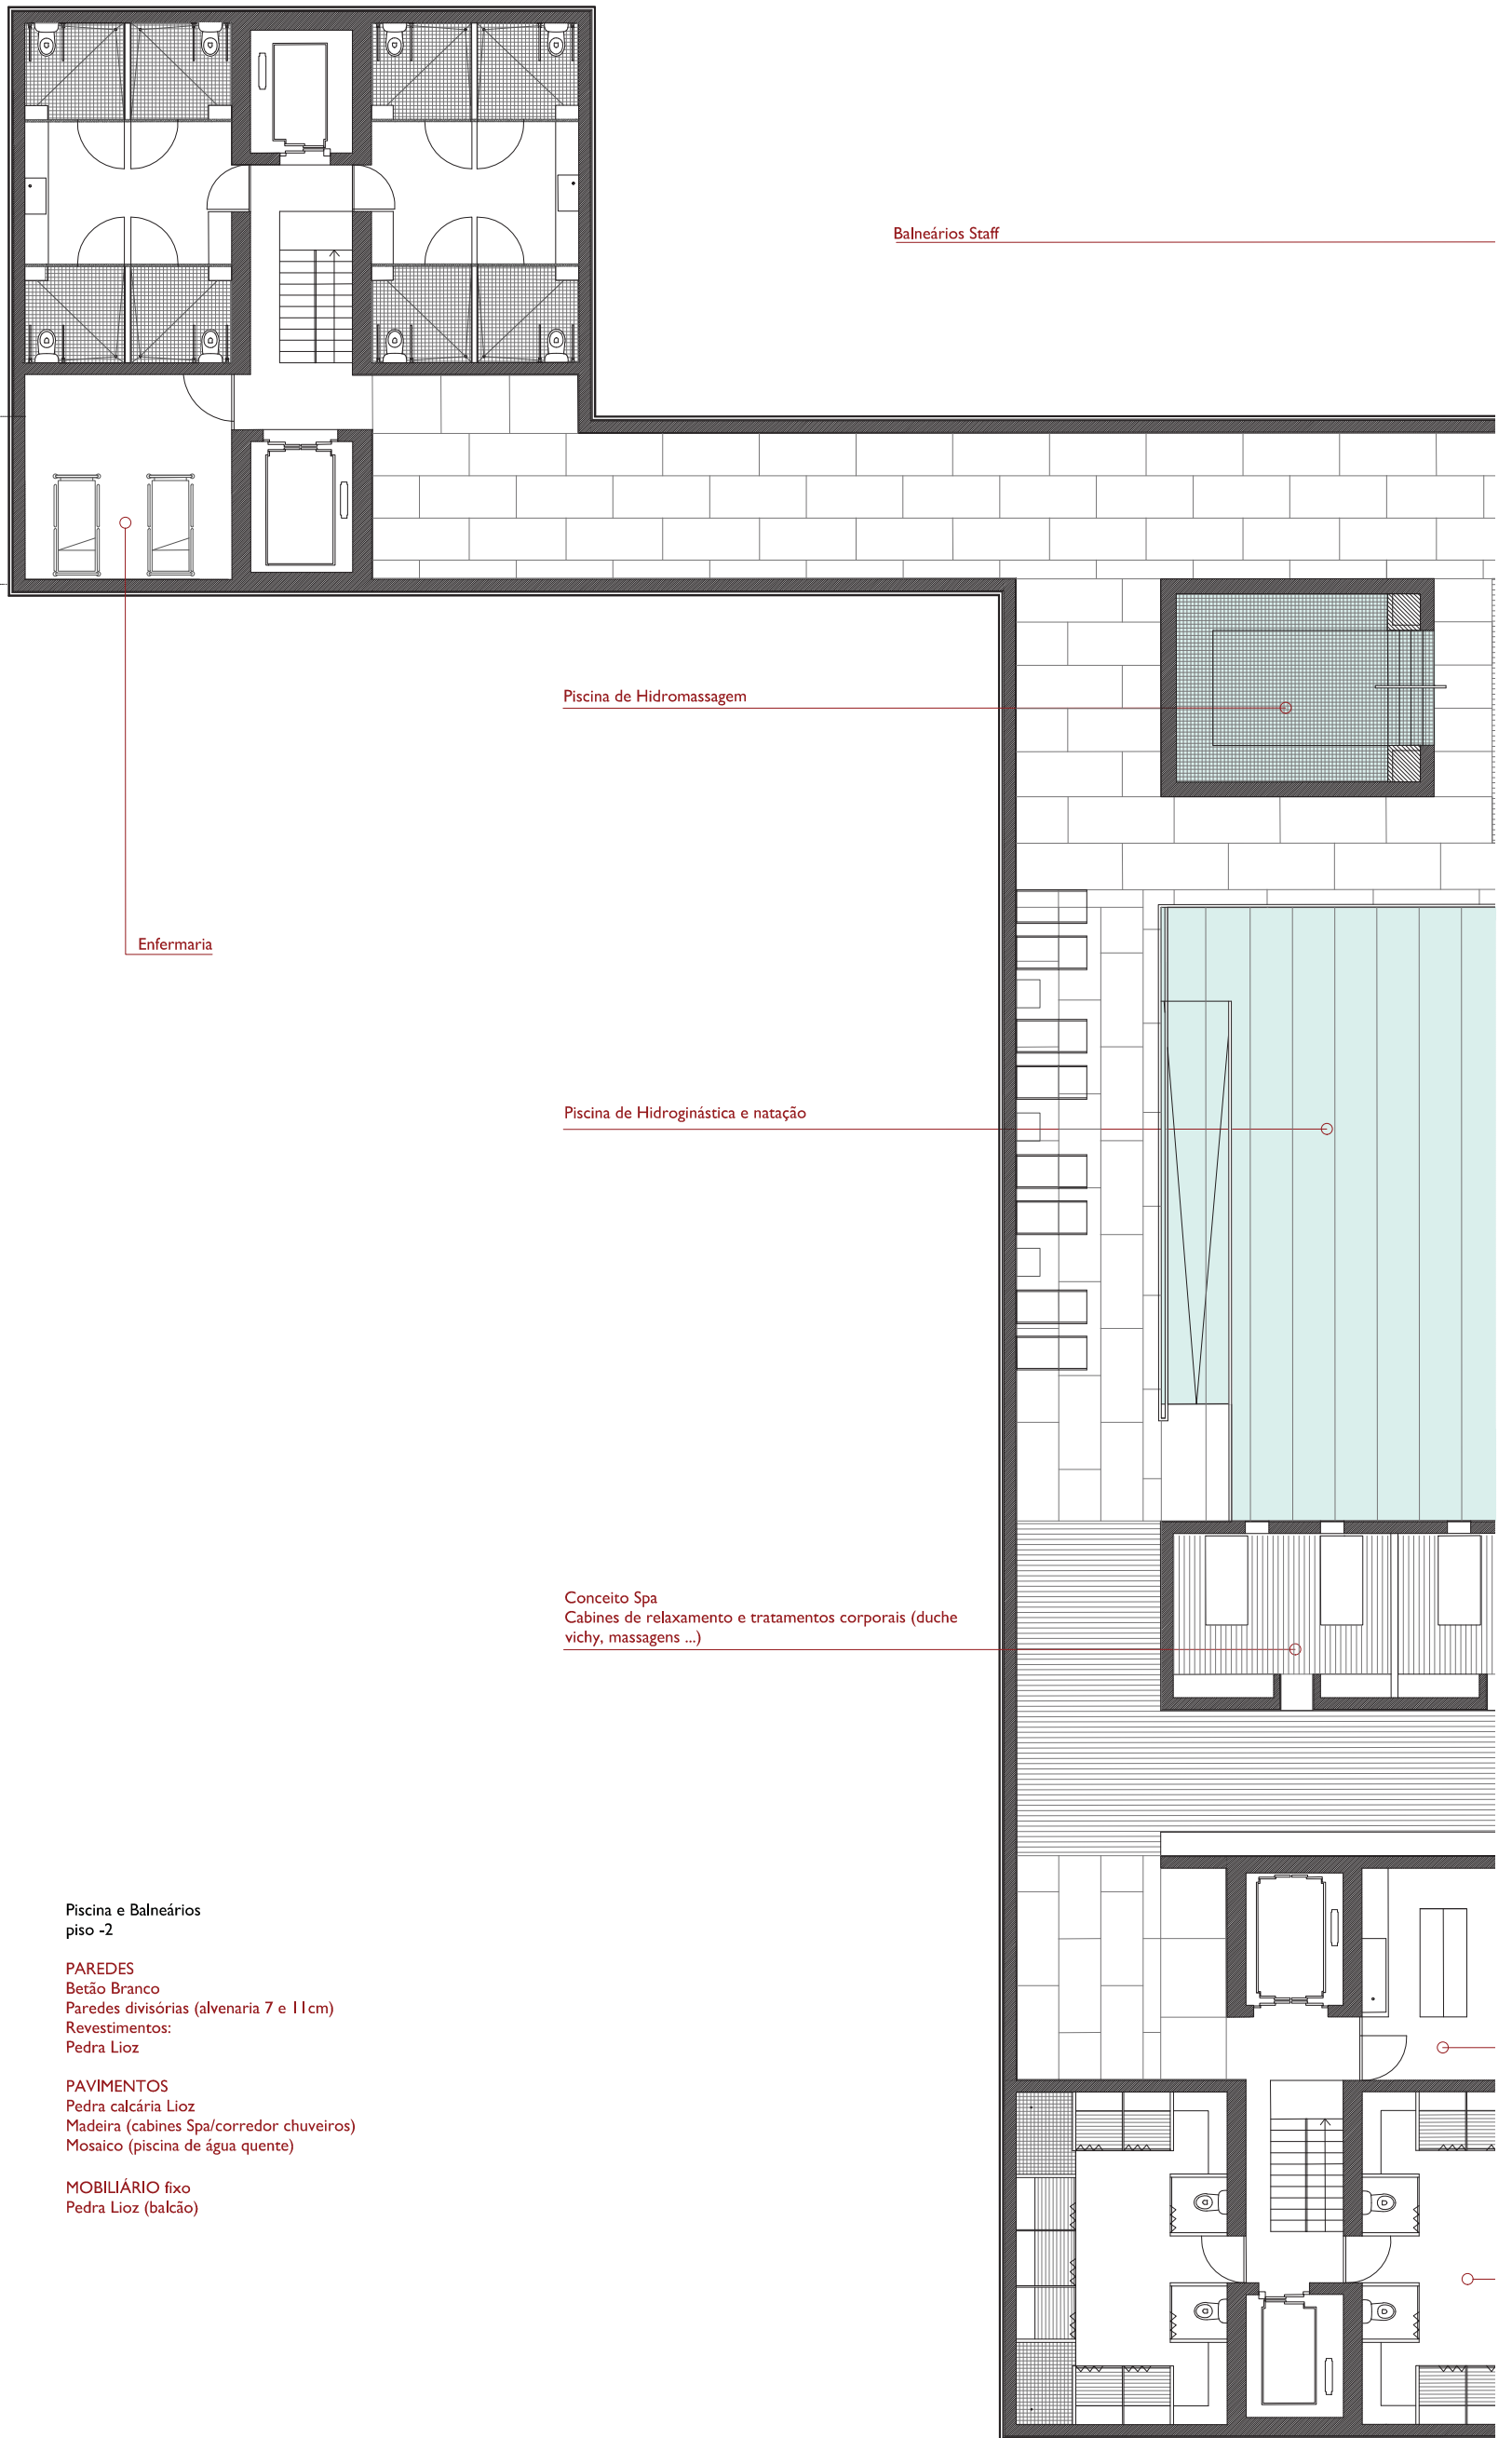 Balneários Staff
Piscina de Hidromassagem
Enfermaria
Piscina de Hidroginástica e natação
Conceito Spa
Cabines de relaxamento e tratamentos corporais (duche
vichy, massagens ...)
Piscina e Balneários
piso -2
PAREDES
Betão Branco
Paredes divisórias (alvenaria 7 e 11cm)
Revestimentos:
Pedra Lioz
PAVIMENTOS
Pedra calcária Lioz
Madeira (cabines Spa/corredor chuveiros)
Mosaico (piscina de água quente)
MOBILIÁRIO fixo
Pedra Lioz (balcão)